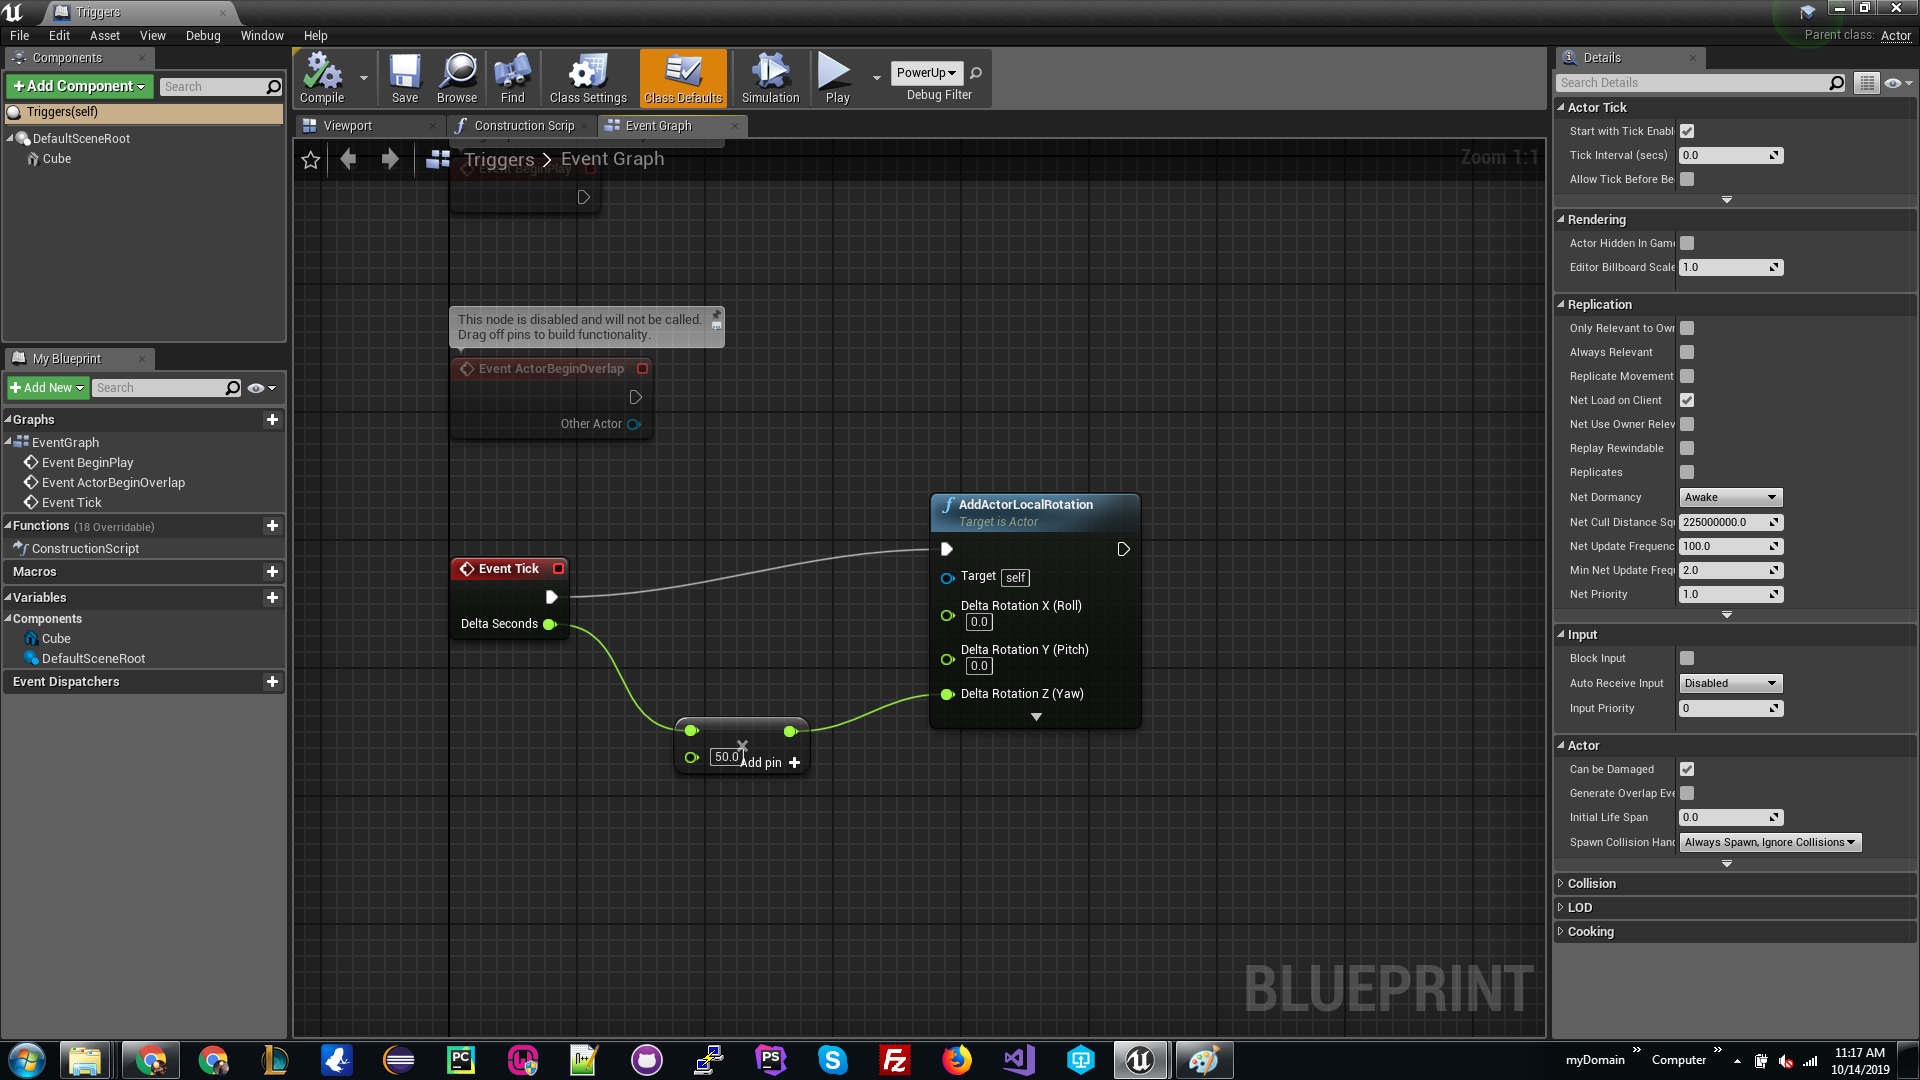 Triggers
File Edit Asset View Debug Window Help
Parent class: Actor
Components
+Add Component
Search
Triggers(self)
DefaultSceneRoot
Cube
Compile
Save
Browse
Find
Class Settings
Class Defaults
Simulation
Play
PowerUp
Debug Filter
Viewport
Construction Scrip
Event Graph
Triggers > Event Graph
Zoom 1:1
Event BeginPlay
This node is disabled and will not be called.
Drag off pins to build functionality.
Event ActorBeginOverlap
Other Actor
Event Tick
Delta Seconds
50.0
Add pin
AddActorLocalRotation
Target is Actor
Target self
Delta Rotation X (Roll)
0.0
Delta Rotation Y (Pitch)
0.0
Delta Rotation Z (Yaw)
BLUEPRINT
My Blueprint
+Add New
Search
Graphs
EventGraph
Event BeginPlay
Event ActorBeginOverlap
Event Tick
Functions (18 Overridable)
ConstructionScript
Macros
Variables
Components
Cube
DefaultSceneRoot
Event Dispatchers
Details
Search Details
Actor Tick
Start with Tick Enabl
Tick Interval (secs) 0.0
Allow Tick Before Be
Rendering
Actor Hidden In Gam
Editor Billboard Scale 1.0
Replication
Only Relevant to Owr
Always Relevant
Replicate Movement
Net Load on Client
Net Use Owner Relev
Replay Rewindable
Replicates
Net Dormancy Awake
Net Cull Distance Squ 225000000.0
Net Update Frequenc 100.0
Min Net Update Frequ 2.0
Net Priority 1.0
Input
Block Input
Auto Receive Input Disabled
Input Priority 0
Actor
Can be Damaged
Generate Overlap Eve
Initial Life Span 0.0
Spawn Collision Hand Always Spawn, Ignore Collisions
Collision
LOD
Cooking
PC
PS
Fz
myDomain
Computer
11:17 AM
10/14/2019